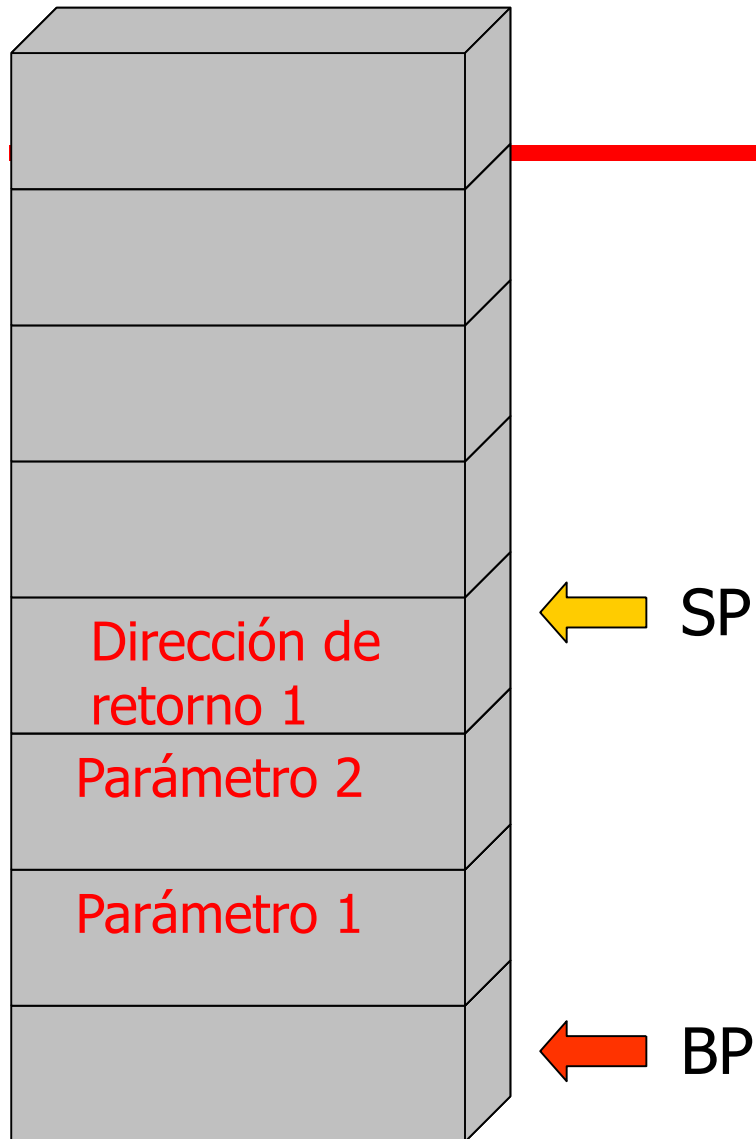 SP
Dirección de
retorno 1
Parámetro 2
Parámetro 1
BP